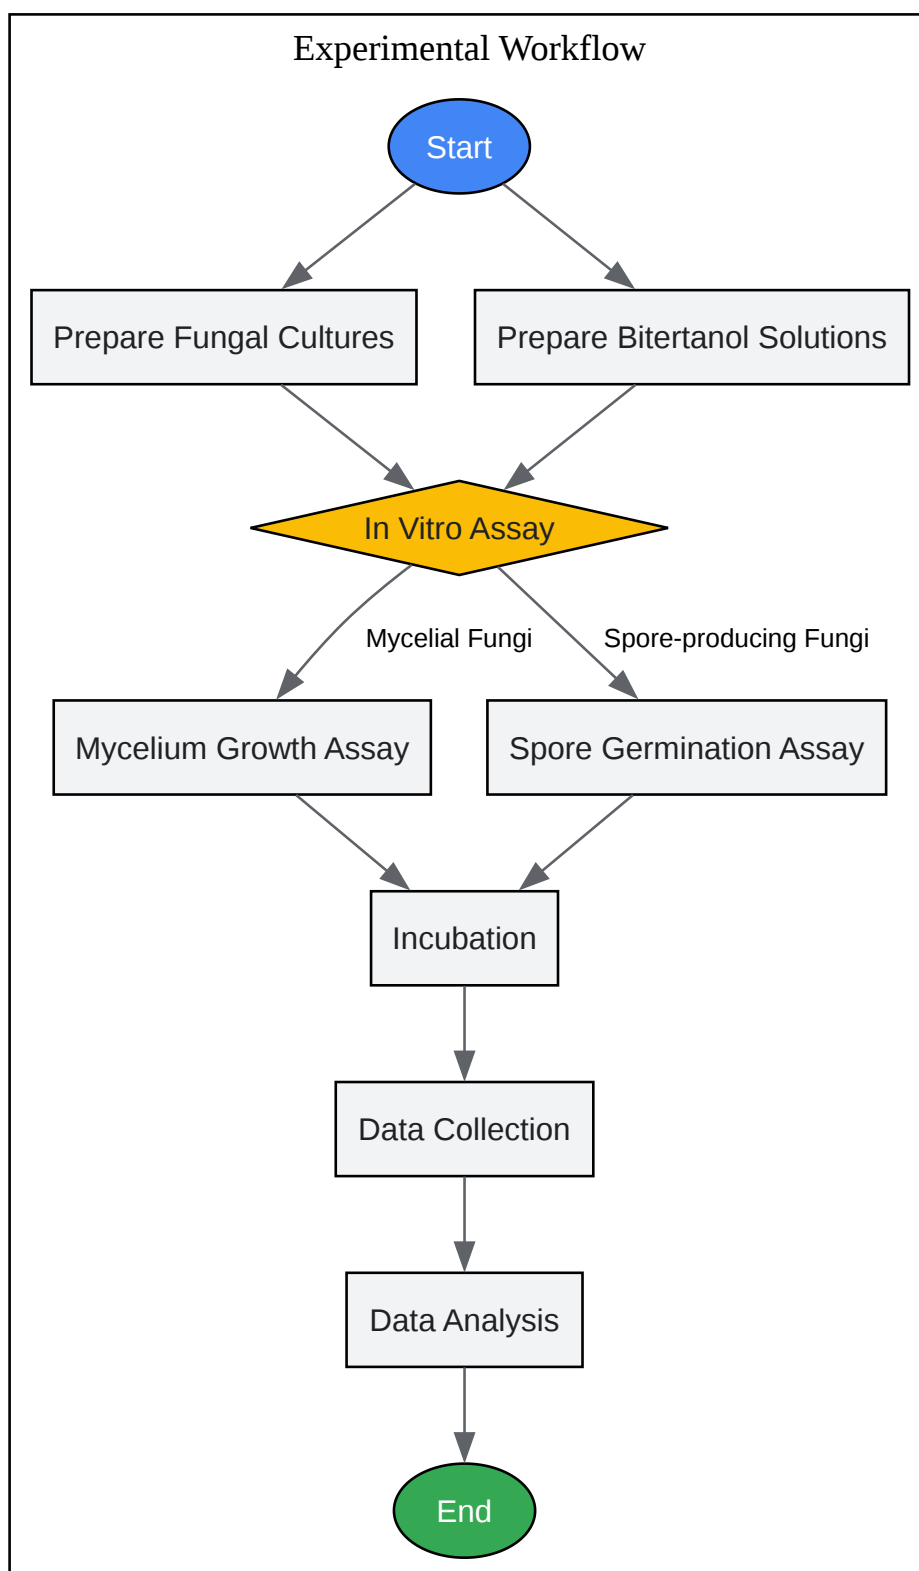 Experimental Workflow
Start
Prepare Fungal Cultures
Prepare Bitertanol Solutions
In Vitro Assay
Mycelial Fungi
Spore-producing Fungi
Mycelium Growth Assay
Spore Germination Assay
Incubation
Data Collection
Data Analysis
End